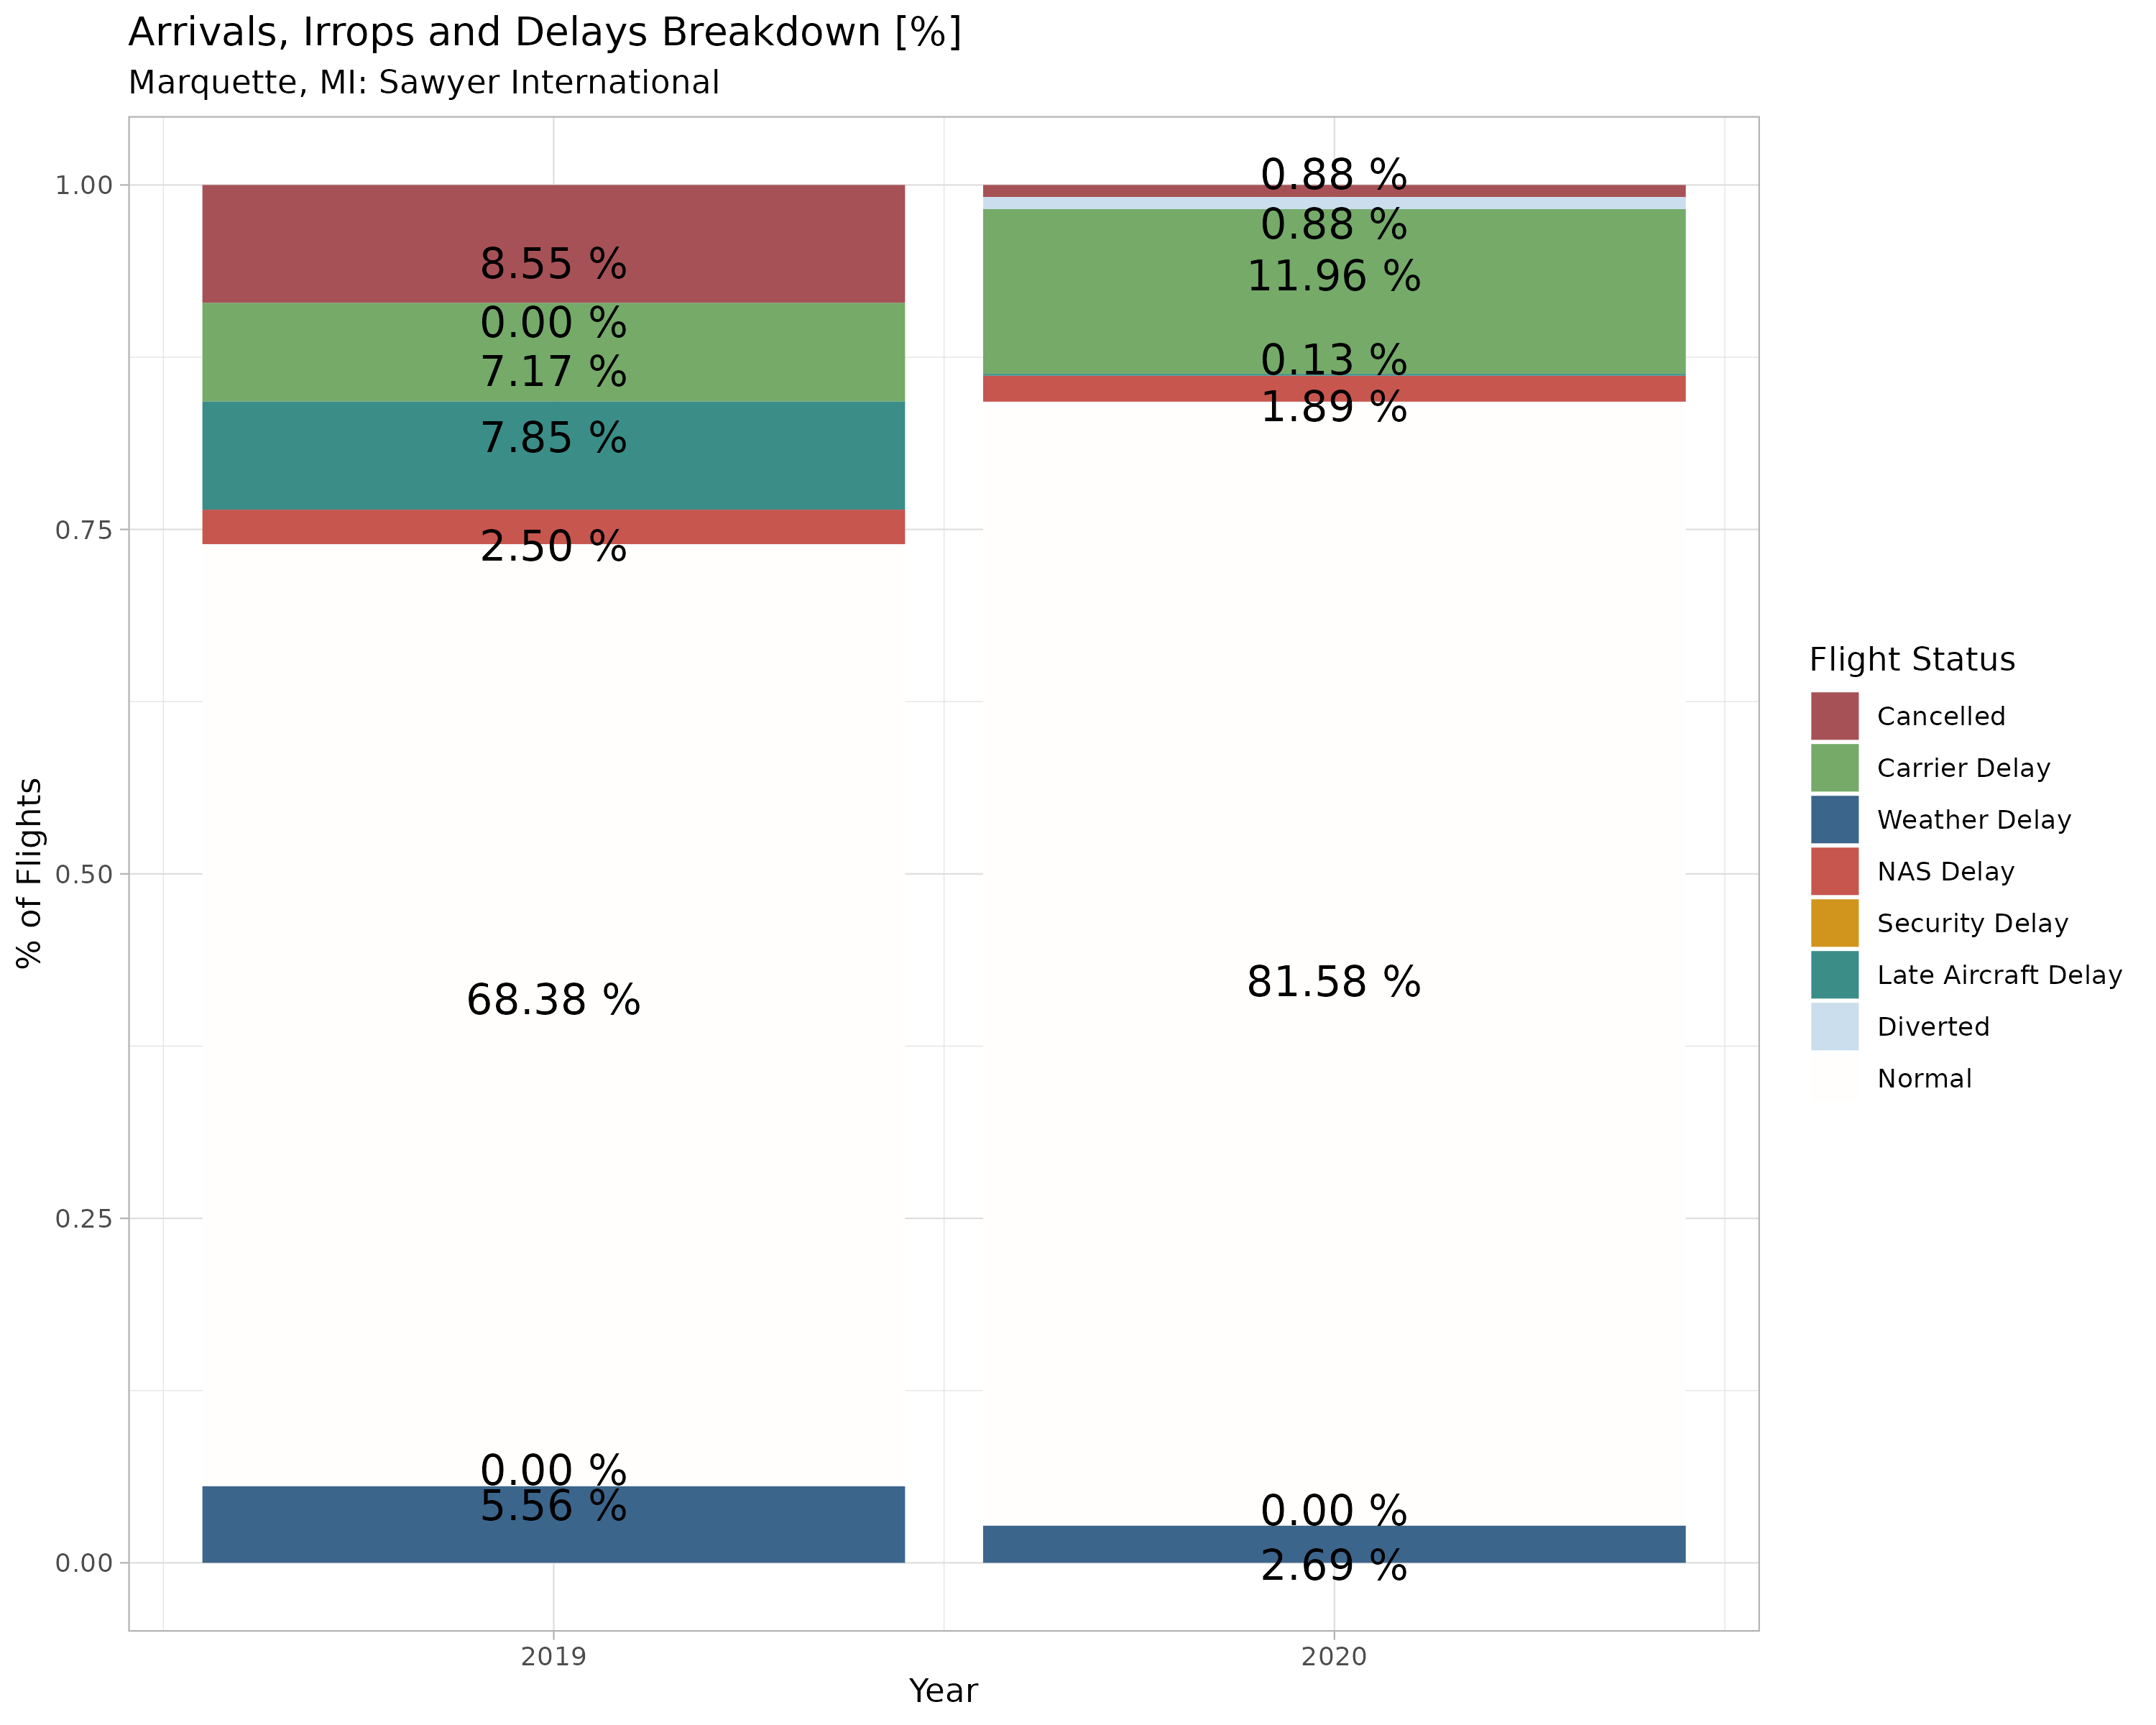 Arrivals, Irrops and Delays Breakdown [%]
Marquette, MI: Sawyer International
% of Flights
1.00
0.75
0.50
0.25
0.00
8.55 %
0.00 %
7.17 %
7.85 %
2.50 %
68.38 %
0.00 %
5.56 %
0.88 %
0.88 %
11.96 %
0.13 %
1.89 %
81.58 %
0.00 %
2.69 %
2019
2020
Year
Flight Status
Cancelled
Carrier Delay
Weather Delay
NAS Delay
Security Delay
Late Aircraft Delay
Diverted
Normal